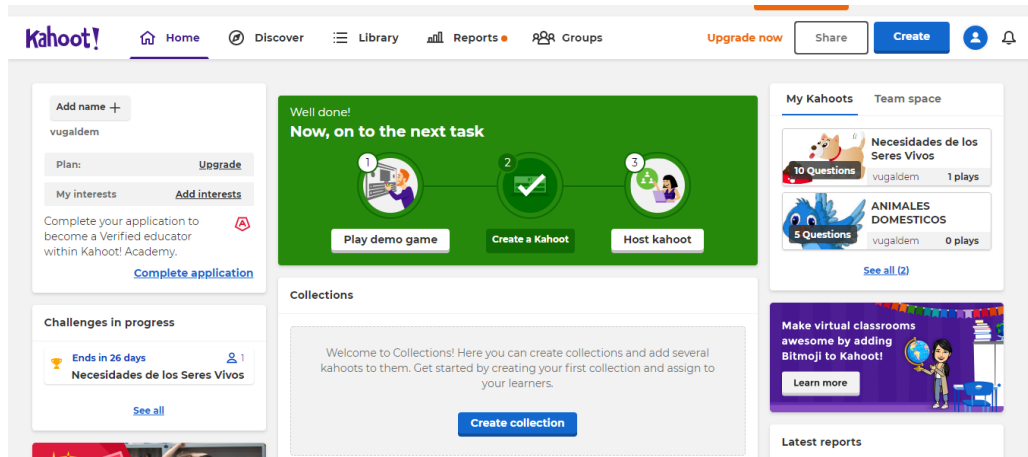 Kahoot!
Home
Discover
Library
Reports
Groups
Upgrade now
Share
Create
Add name +
vugaldem
Plan:
Upgrade
My interests
Add interests
Complete your application to
become a Verified educator
within Kahoot! Academy.
Complete application
Challenges in progress
Ends in 26 days
1
Necesidades de los Seres Vivos
See all
Well done!
Now, on to the next task
1
2
3
Play demo game
Create a Kahoot
Host kahoot
Collections
Welcome to Collections! Here you can create collections and add several
kahoots to them. Get started by creating your first collection and assign to
your learners.
Create collection
My Kahoots
Team space
10 Questions
Necesidades de los
Seres Vivos
vugaldem
1 plays
5 Questions
ANIMALES
DOMESTICOS
vugaldem
0 plays
See all (2)
Make virtual classrooms
awesome by adding
Bitmoji to Kahoot!
Learn more
Latest reports